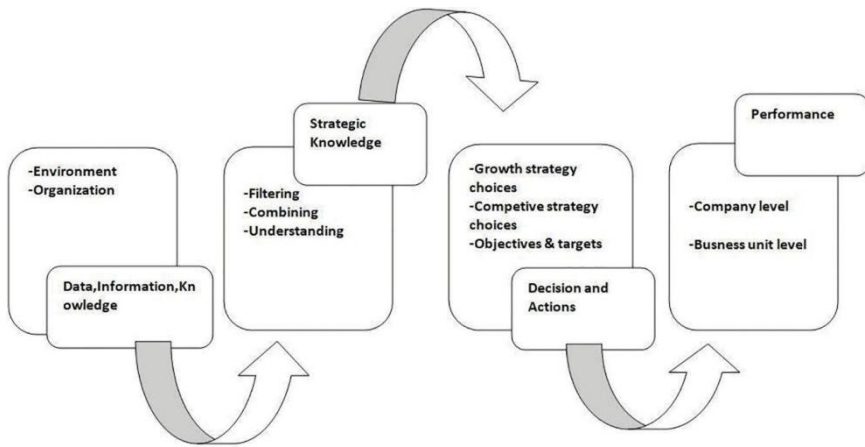 -Environment
-Organization
Data,Information,Kn
owledge
Strategic
Knowledge
-Filtering
-Combining
-Understanding
-Growth strategy
choices
-Competive strategy
choices
-Objectives & targets
Decision and
Actions
Performance
-Company level
-Busness unit level